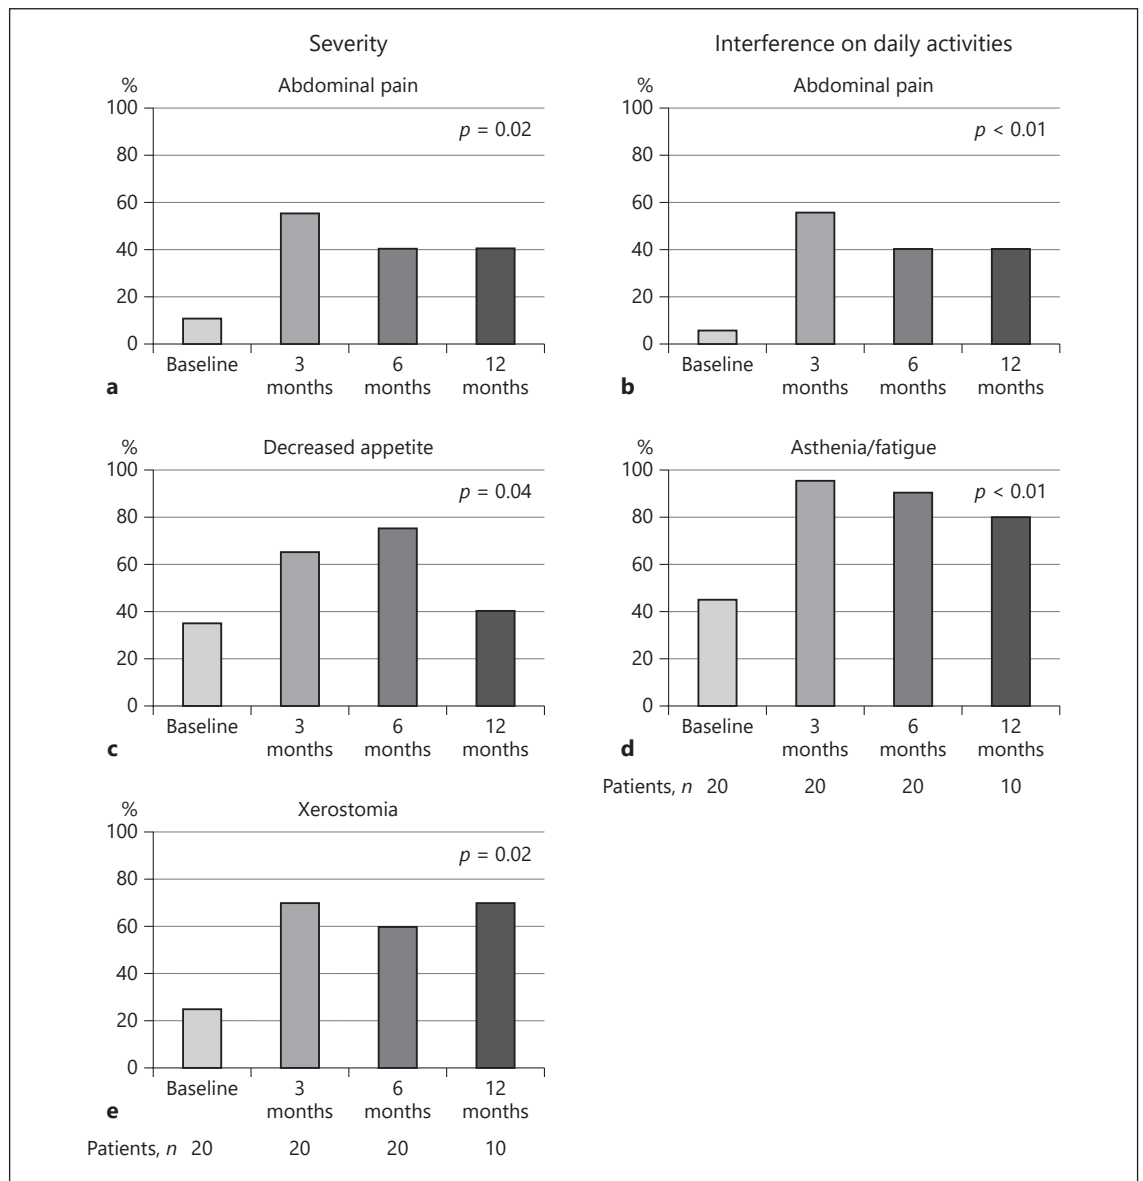 Severity
Interference on daily activities
Abdominal pain
%
100
80
60
40
20
0
p = 0.02
Baseline 3 months 6 months 12 months
a
Abdominal pain
%
100
80
60
40
20
0
p < 0.01
Baseline 3 months 6 months 12 months
b
Decreased appetite
%
100
80
60
40
20
0
p = 0.04
Baseline 3 months 6 months 12 months
c
Asthenia/fatigue
%
100
80
60
40
20
0
p < 0.01
Baseline 3 months 6 months 12 months
d
Patients, n 20 20 20 10
Xerostomia
%
100
80
60
40
20
0
p = 0.02
Baseline 3 months 6 months 12 months
e
Patients, n 20 20 20 10